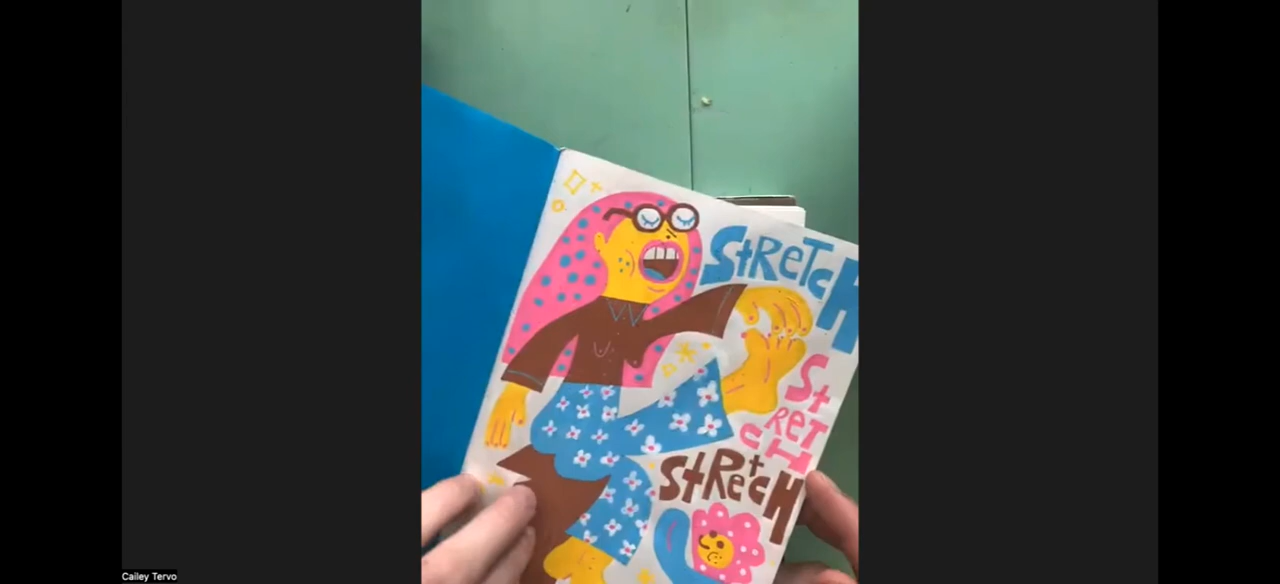 StReTcH
St
ReT
cH
StRetcH
Cailey Tervo